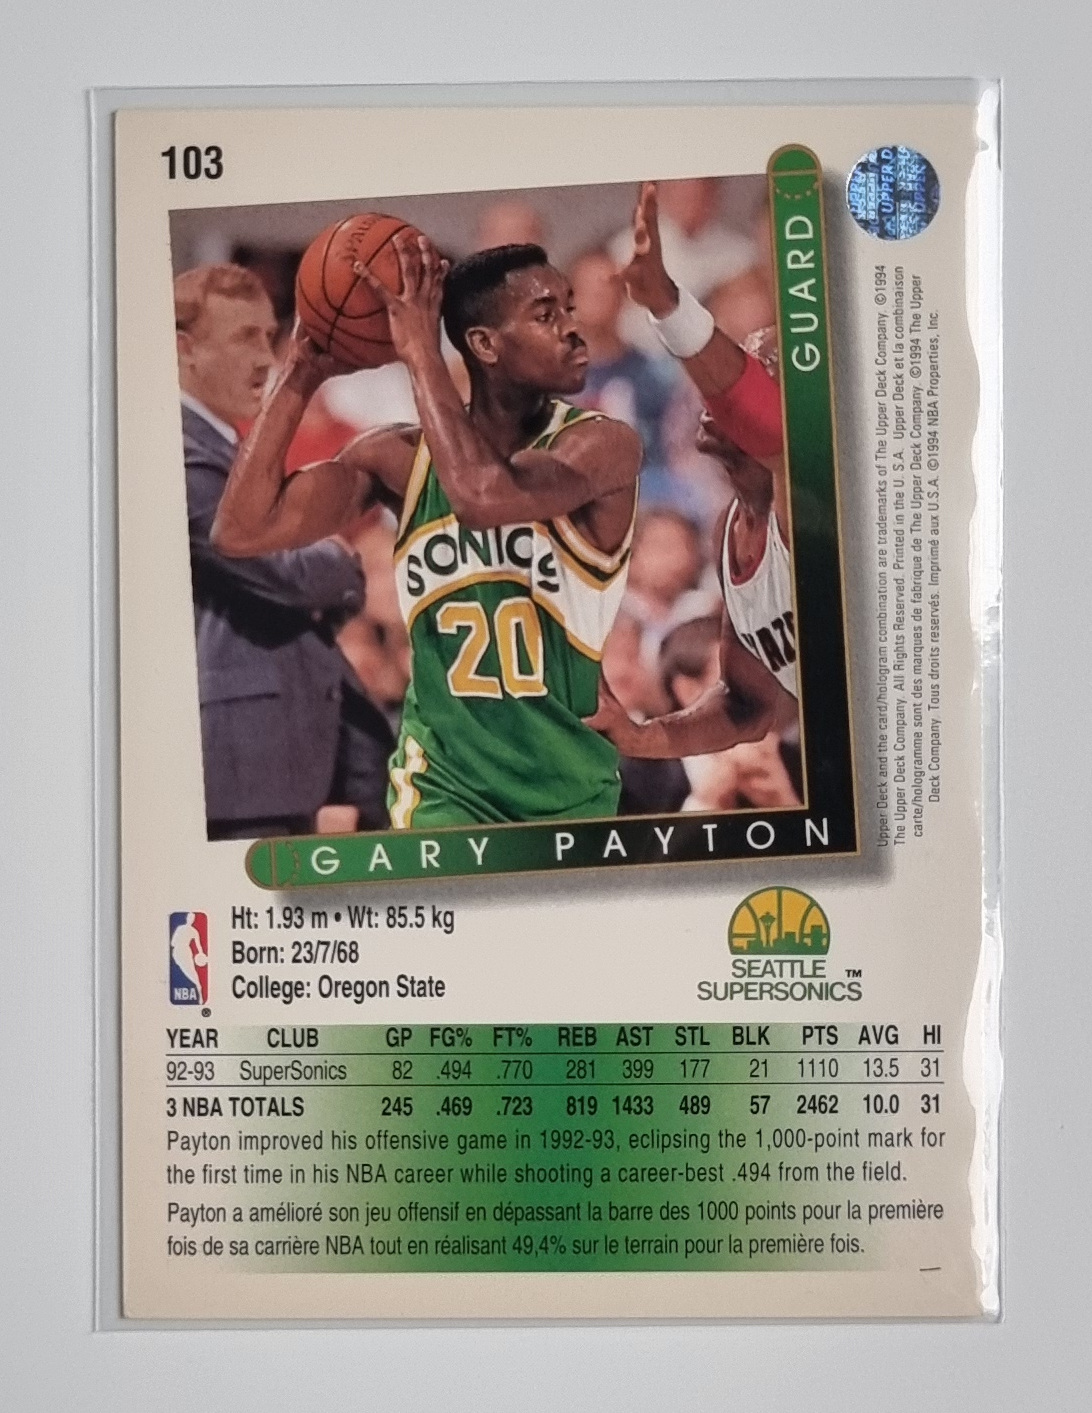 103
GUARD
SONICS
20
GARY PAYTON
Upper Deck and the card/hologram combination are trademarks of The Upper Deck Company. ©1994
The Upper Deck Company. All Rights Reserved. Printed in the U.S.A. Upper Deck et la combinaison
carte/hologramme sont des marques de fabrique de The Upper Deck Company. ©1994 The Upper
Deck Company. Tous droits reservés. Imprimé aux U.S.A. ©1994 NBA Properties, Inc.
Ht: 1.93 m • Wt: 85.5 kg
Born: 23/7/68
College: Oregon State
NBA ®
SEATTLE ™
SUPERSONICS
YEAR CLUB GP FG% FT% REB AST STL BLK PTS AVG HI
92-93 SuperSonics 82 .494 .770 281 399 177 21 1110 13.5 31
3 NBA TOTALS 245 .469 .723 819 1433 489 57 2462 10.0 31
Payton improved his offensive game in 1992-93, eclipsing the 1,000-point mark for
the first time in his NBA career while shooting a career-best .494 from the field.
Payton a amélioré son jeu offensif en dépassant la barre des 1000 points pour la première
fois de sa carrière NBA tout en réalisant 49,4% sur le terrain pour la première fois.